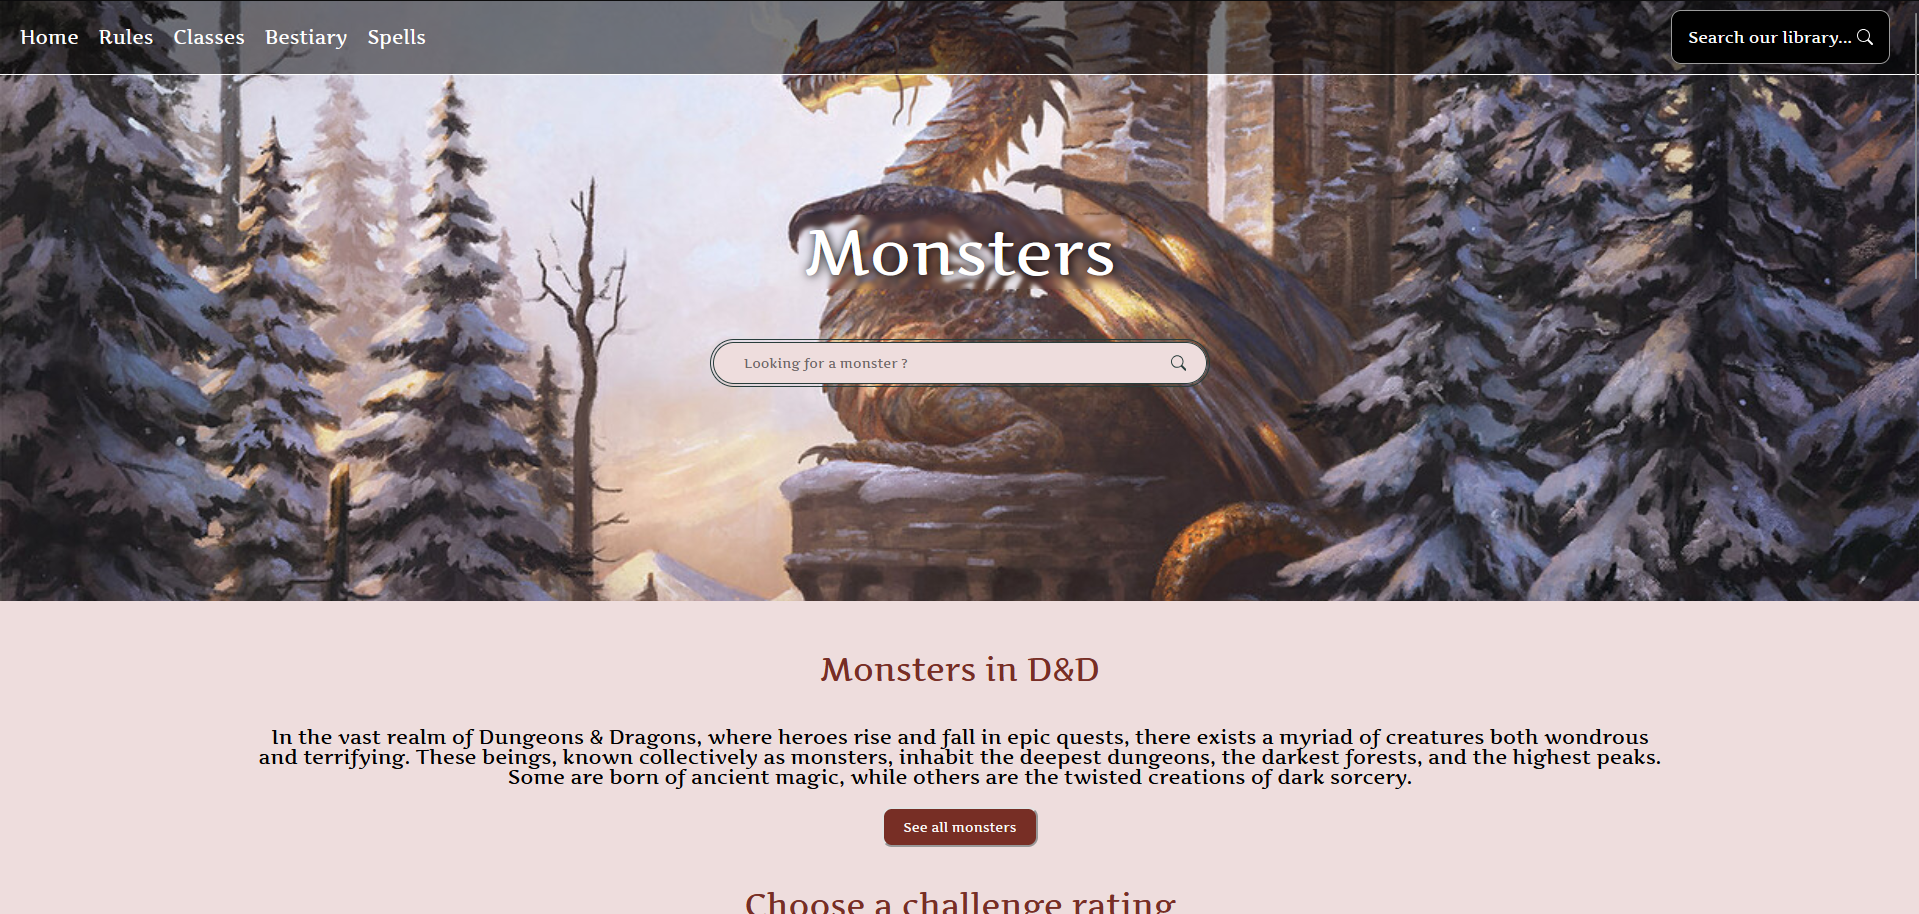 Home Rules Classes Bestiary Spells
Search our library...
Monsters
Looking for a monster ?
Monsters in D&D
In the vast realm of Dungeons & Dragons, where heroes rise and fall in epic quests, there exists a myriad of creatures both wondrous
and terrifying. These beings, known collectively as monsters, inhabit the deepest dungeons, the darkest forests, and the highest peaks.
Some are born of ancient magic, while others are the twisted creations of dark sorcery.
See all monsters
Choose a challenge rating